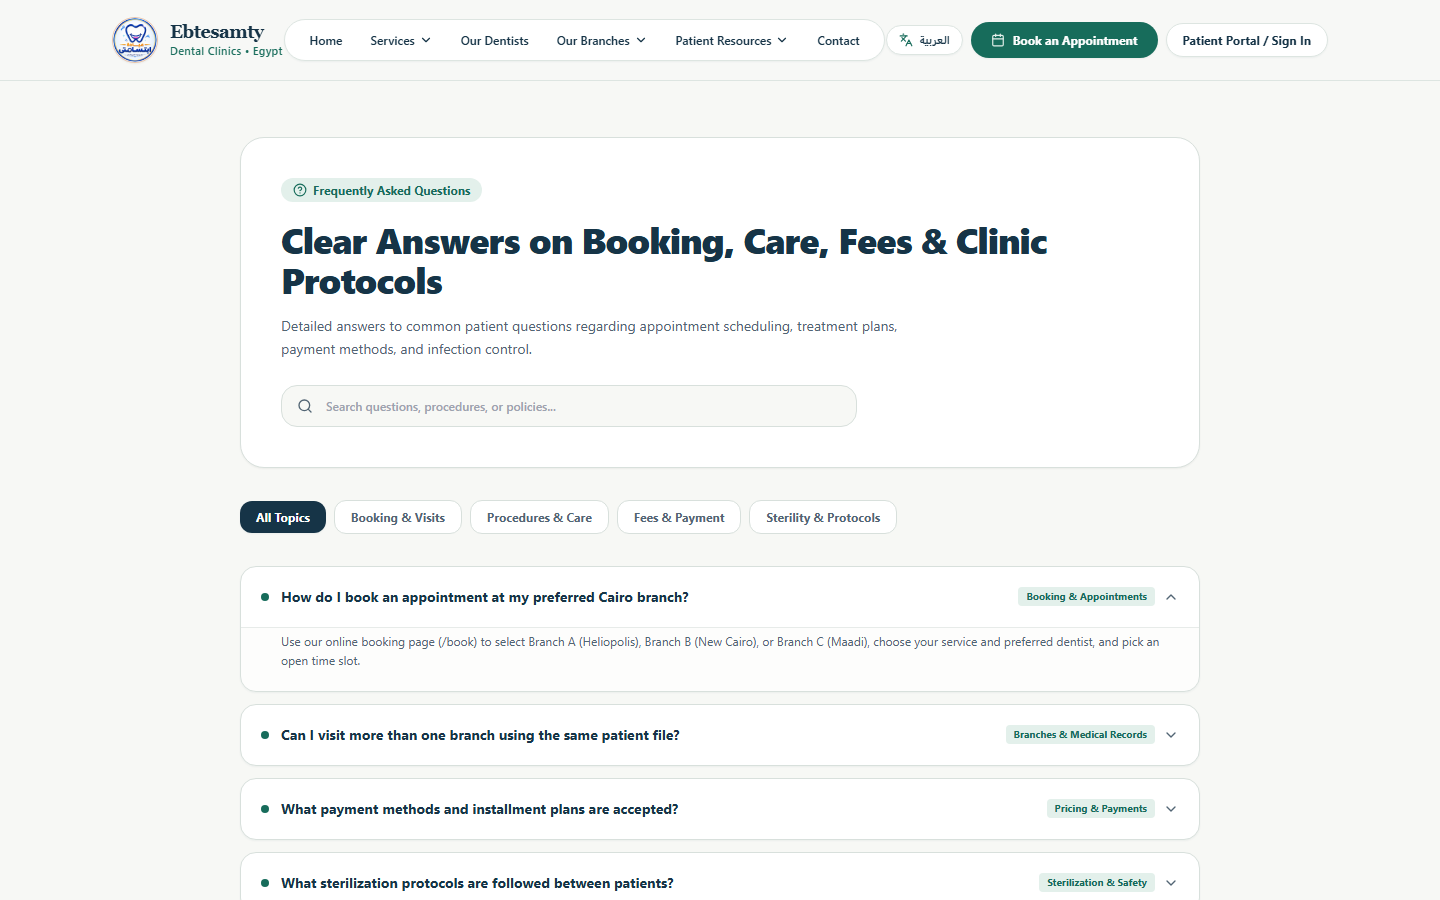 ابتسامتي
Ebtesamty
Dental Clinics • Egypt
Home
Services
Our Dentists
Our Branches
Patient Resources
Contact
العربية
Book an Appointment
Patient Portal / Sign In
Frequently Asked Questions
Clear Answers on Booking, Care, Fees & Clinic
Protocols
Detailed answers to common patient questions regarding appointment scheduling, treatment plans,
payment methods, and infection control.
Search questions, procedures, or policies...
All Topics
Booking & Visits
Procedures & Care
Fees & Payment
Sterility & Protocols
How do I book an appointment at my preferred Cairo branch?
Booking & Appointments
Use our online booking page (/book) to select Branch A (Heliopolis), Branch B (New Cairo), or Branch C (Maadi), choose your service and preferred dentist, and pick an
open time slot.
Can I visit more than one branch using the same patient file?
Branches & Medical Records
What payment methods and installment plans are accepted?
Pricing & Payments
What sterilization protocols are followed between patients?
Sterilization & Safety